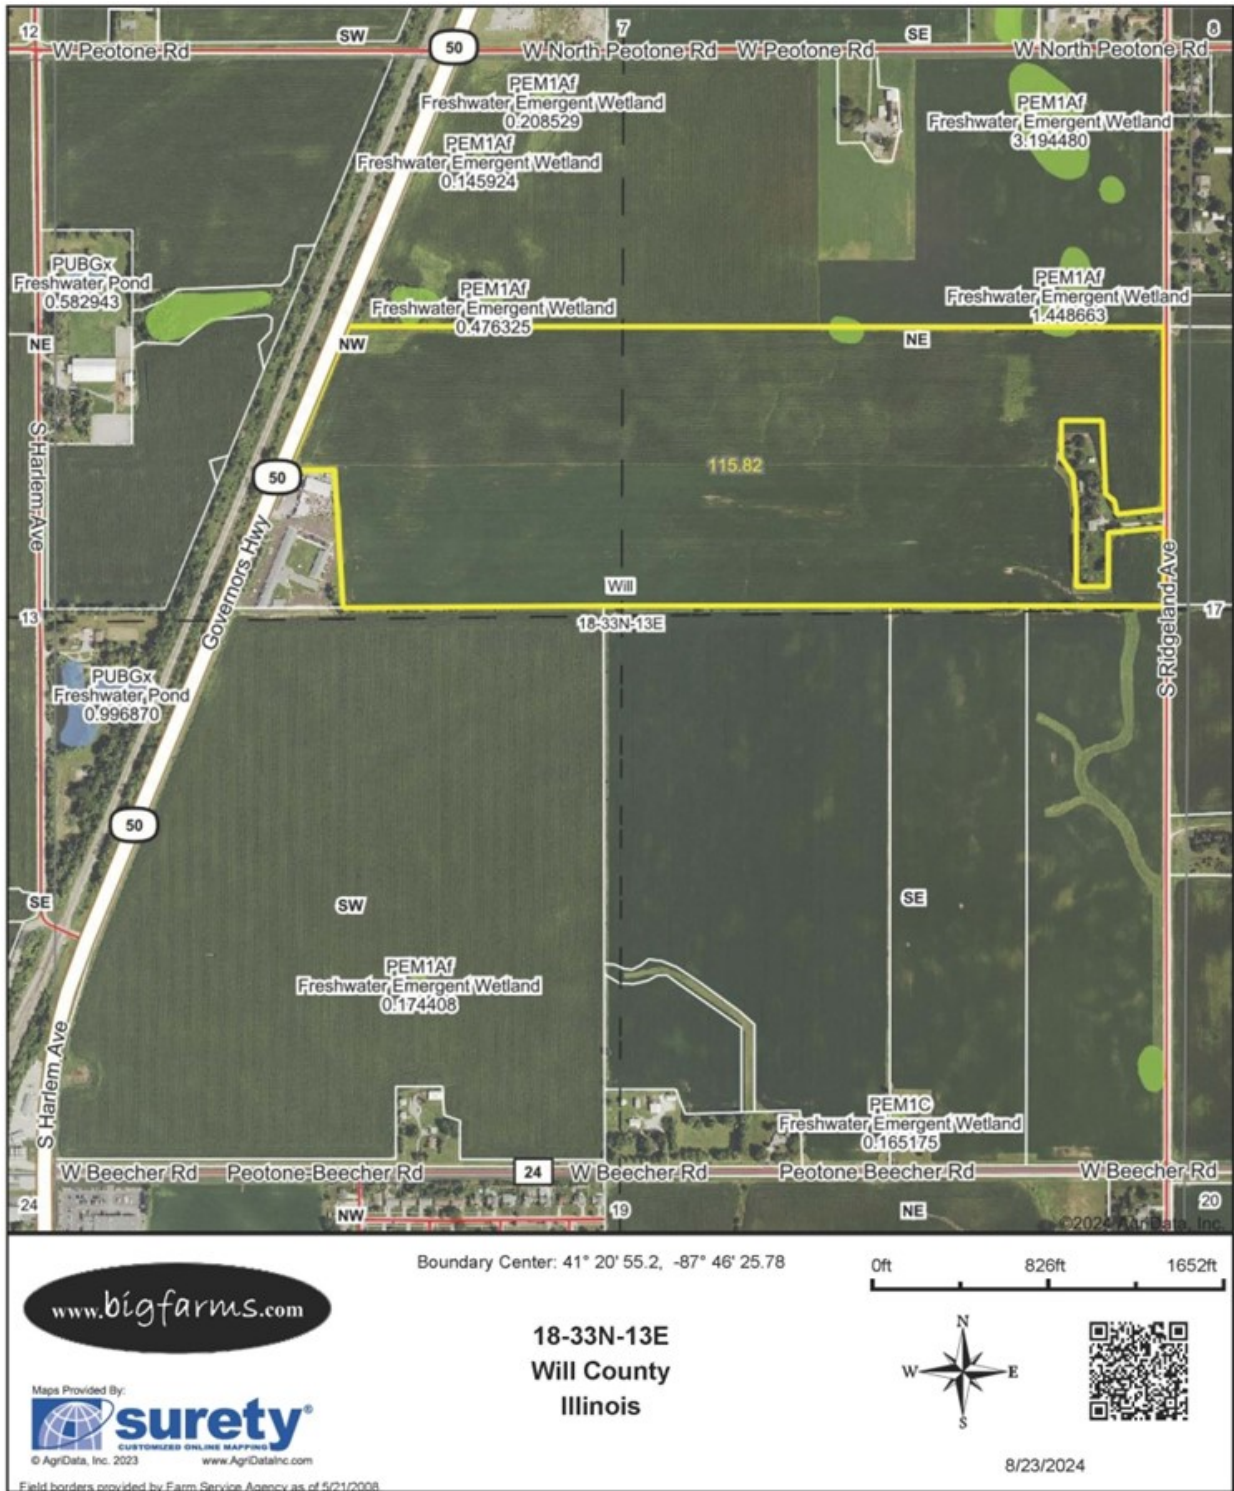 12
SW
7
SE
8
W Peotone Rd
50
W North Peotone Rd
W Peotone Rd
W North Peotone Rd
PEM1Af
Freshwater Emergent Wetland
0.208529
PEM1Af
Freshwater Emergent Wetland
3.194480
PEM1Af
Freshwater Emergent Wetland
0.145924
PUBGx
Freshwater Pond
0.582943
PEM1Af
Freshwater Emergent Wetland
0.476325
PEM1Af
Freshwater Emergent Wetland
1.448663
NE
NW
NE
S Harlem Ave
50
115.82
Governors Hwy
Will
S Ridgeland Ave
13
18-33N-13E
17
PUBGx
Freshwater Pond
0.996870
50
SE
SW
SE
PEM1Af
Freshwater Emergent Wetland
0.174408
S Harlem Ave
PEM1C
Freshwater Emergent Wetland
0.165175
W Beecher Rd
Peotone-Beecher Rd
24
W Beecher Rd
Peotone Beecher Rd
W Beecher Rd
24
NW
19
NE
20
©2024 AgriData, Inc.
Boundary Center: 41° 20' 55.2, -87° 46' 25.78
0ft 826ft 1652ft
www.bigfarms.com
18-33N-13E
Will County
Illinois
N
W E
S
Maps Provided By:
surety®
CUSTOMIZED ONLINE MAPPING
© AgriData, Inc. 2023 www.AgriDataInc.com
8/23/2024
Field borders provided by Farm Service Agency as of 5/21/2008.